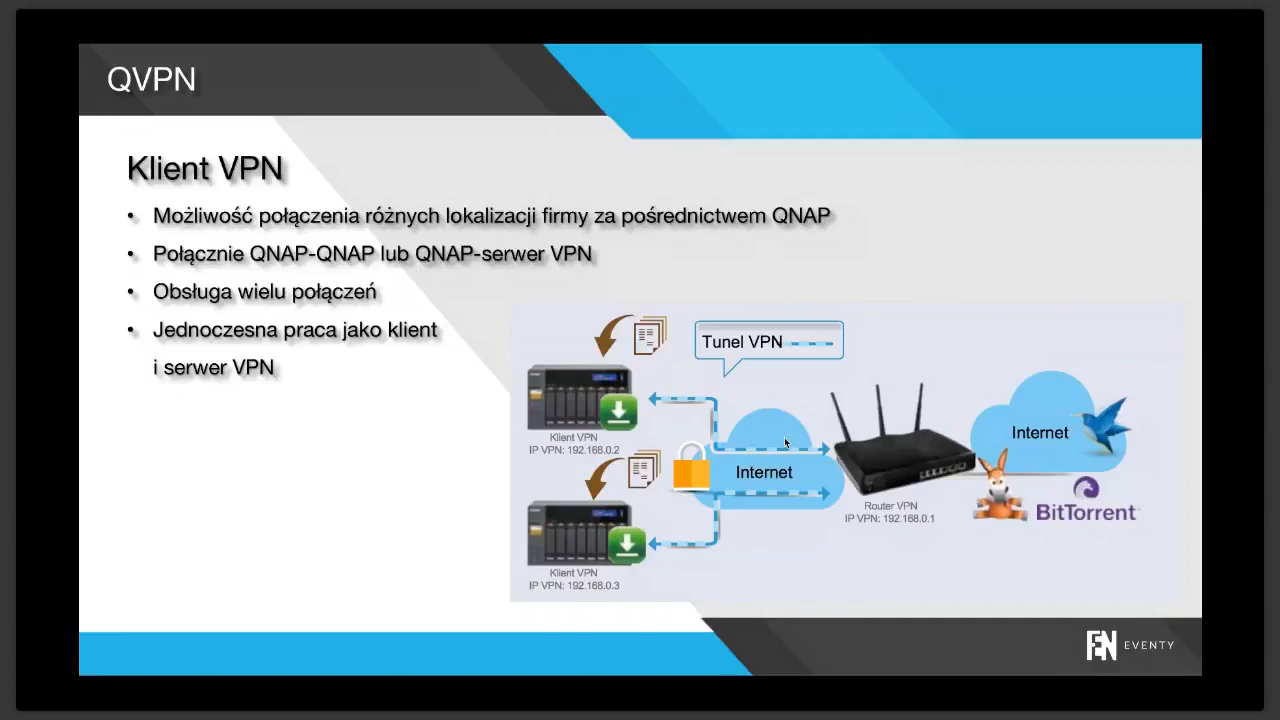 QVPN
Klient VPN
• Możliwość połączenia różnych lokalizacji firmy za pośrednictwem QNAP
• Połącznie QNAP-QNAP lub QNAP-serwer VPN
• Obsługa wielu połączeń
• Jednoczesna praca jako klient
i serwer VPN
Tunel VPN
Klient VPN
IP VPN: 192.168.0.2
Internet
Internet
Router VPN
IP VPN: 192.168.0.1
BitTorrent
Klient VPN
IP VPN: 192.168.0.3
FEN EVENTY